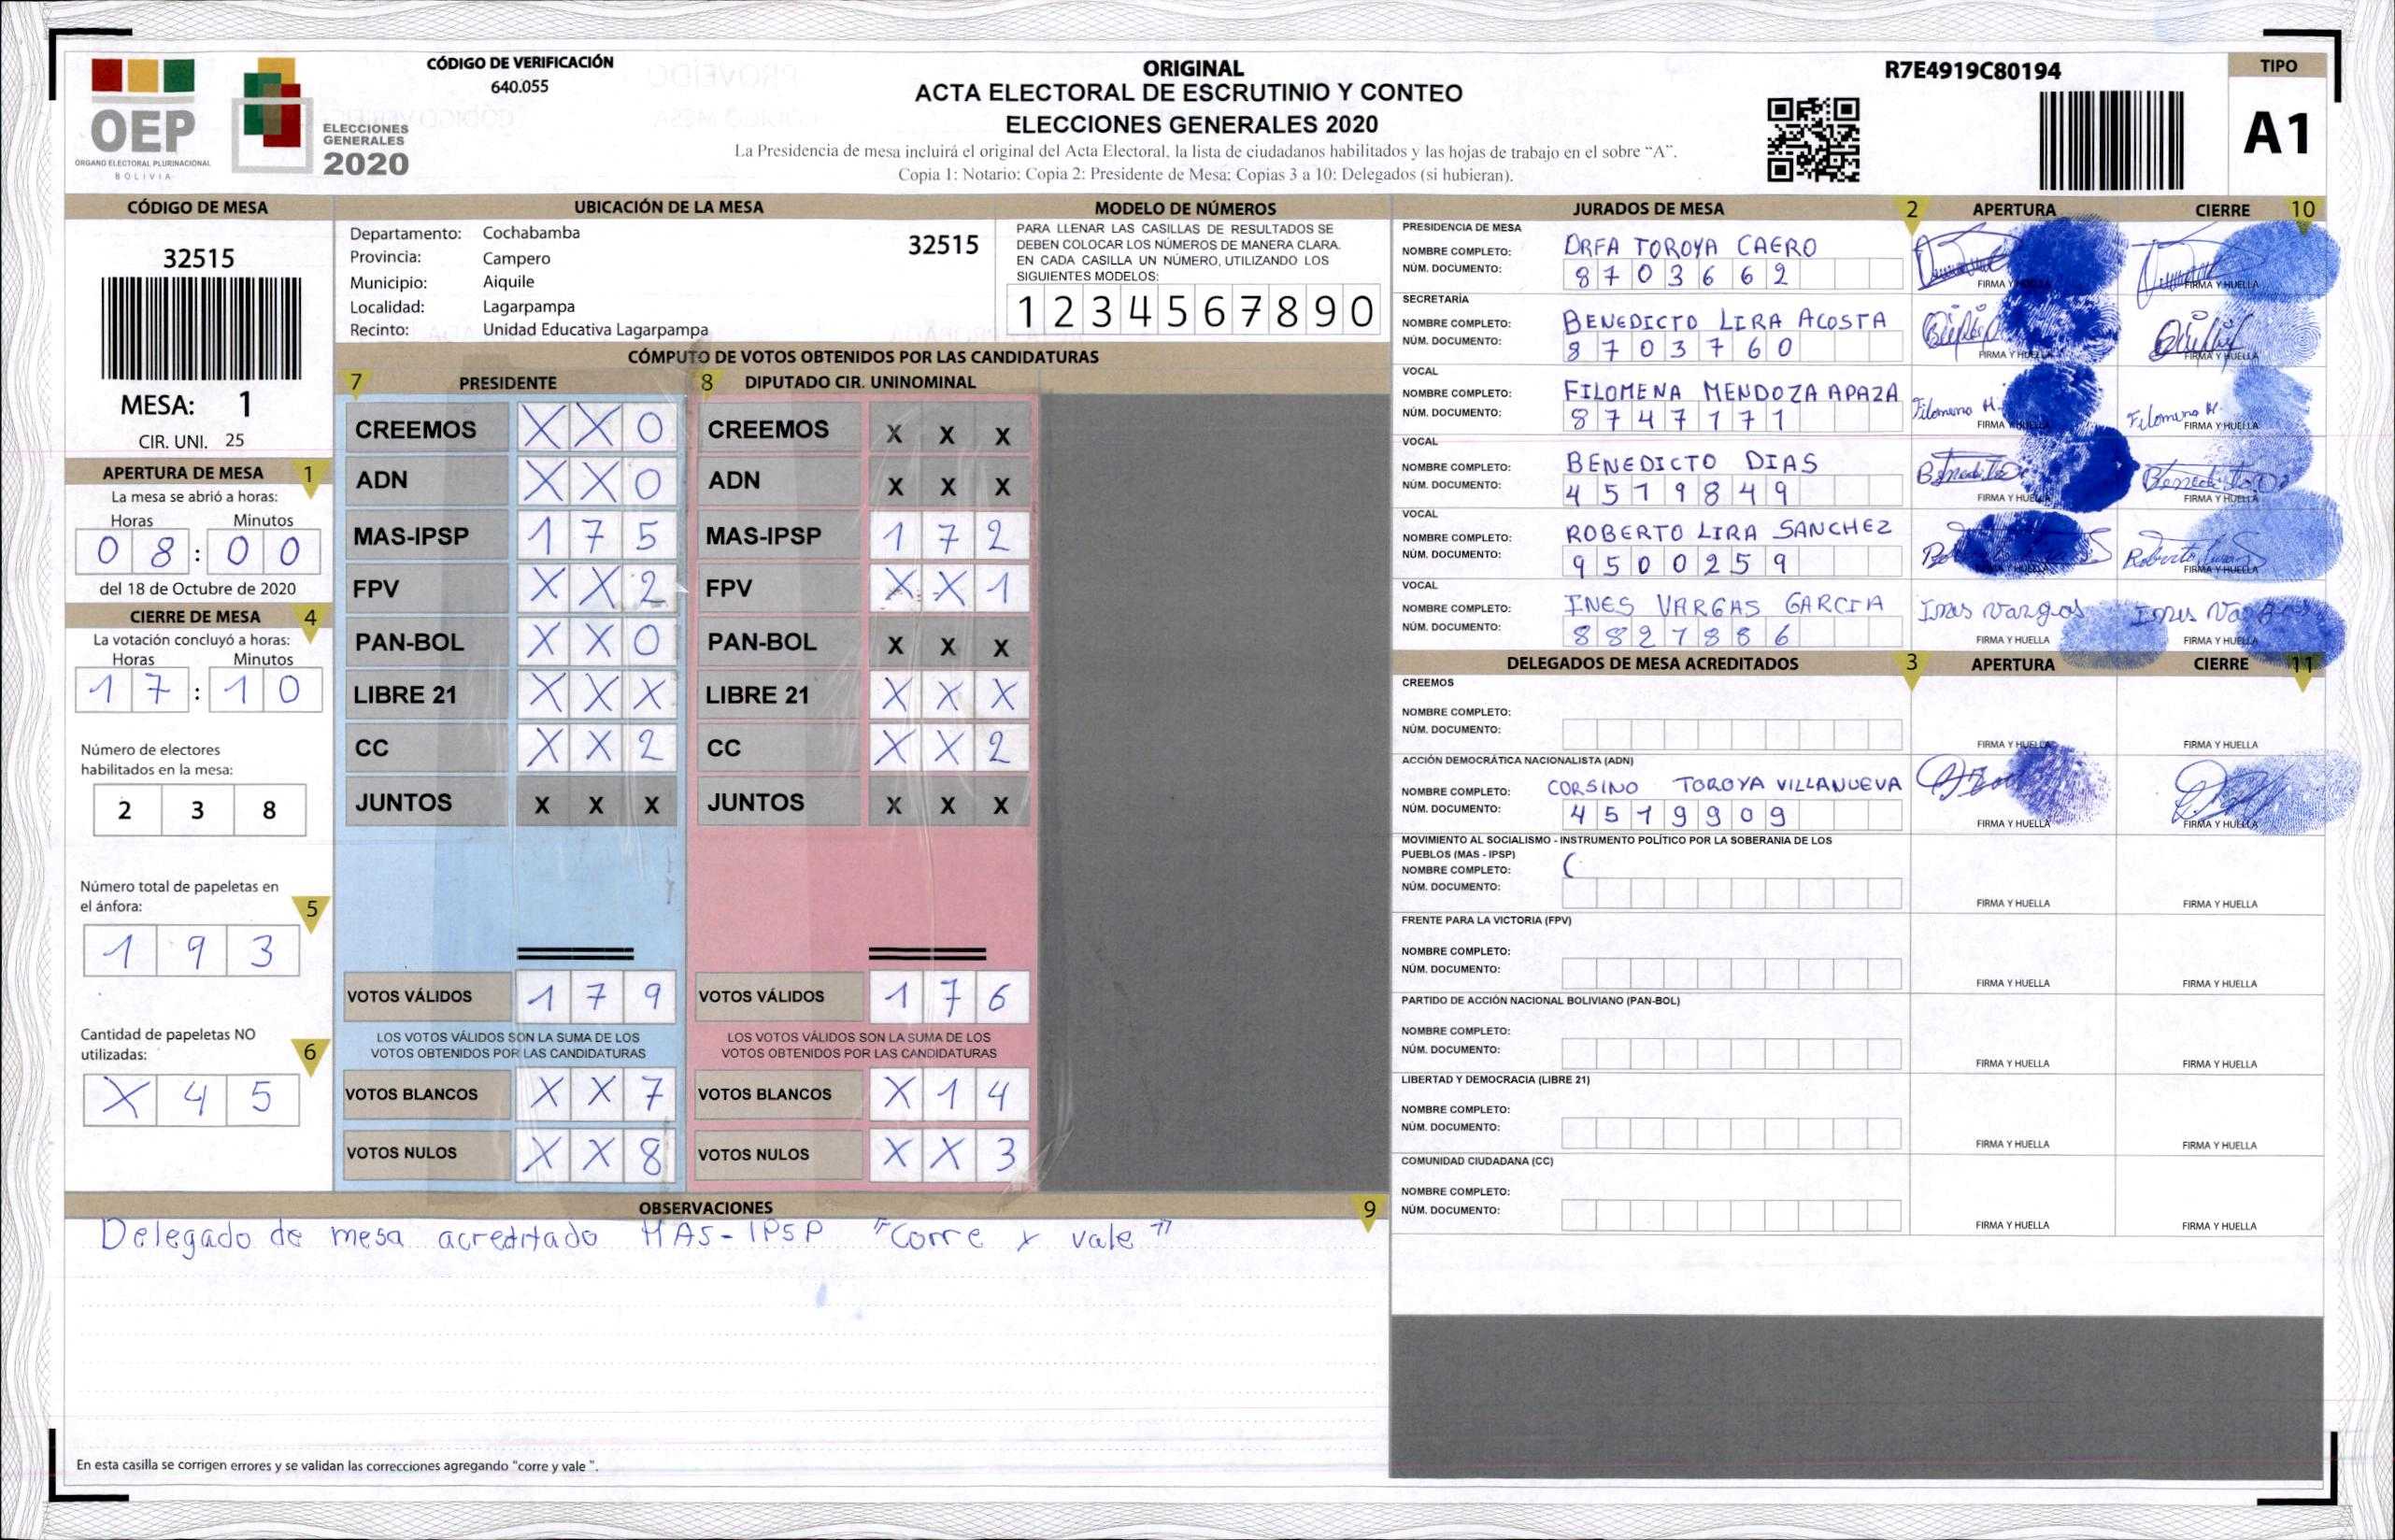 OEP
ÓRGANO ELECTORAL PLURINACIONAL
BOLIVIA
ELECCIONES
GENERALES
2020
CÓDIGO DE VERIFICACIÓN
640.055
ORIGINAL
ACTA ELECTORAL DE ESCRUTINIO Y CONTEO
ELECCIONES GENERALES 2020
La Presidencia de mesa incluirá el original del Acta Electoral, la lista de ciudadanos habilitados y las hojas de trabajo en el sobre “A”.
Copia 1: Notario; Copia 2: Presidente de Mesa; Copias 3 a 10: Delegados (si hubieran).
R7E4919C80194
TIPO
A1
CÓDIGO DE MESA
32515
MESA: 1
CIR. UNI. 25
APERTURA DE MESA 1
La mesa se abrió a horas:
Horas Minutos
0 8 : 0 0
del 18 de Octubre de 2020
CIERRE DE MESA 4
La votación concluyó a horas:
Horas Minutos
1 7 : 1 0
Número de electores
habilitados en la mesa:
2 3 8
Número total de papeletas en
el ánfora:
5
1 9 3
Cantidad de papeletas NO
utilizadas:
6
X 4 5
UBICACIÓN DE LA MESA
Departamento: Cochabamba
32515
Provincia: Campero
Municipio: Aiquile
Localidad: Lagarpampa
Recinto: Unidad Educativa Lagarpampa
MODELO DE NÚMEROS
PARA LLENAR LAS CASILLAS DE RESULTADOS SE
DEBEN COLOCAR LOS NÚMEROS DE MANERA CLARA.
EN CADA CASILLA UN NÚMERO, UTILIZANDO LOS
SIGUIENTES MODELOS:
1 2 3 4 5 6 7 8 9 0
CÓMPUTO DE VOTOS OBTENIDOS POR LAS CANDIDATURAS
7 PRESIDENTE
CREEMOS X X 0
ADN X X 0
MAS-IPSP 1 7 5
FPV X X 2
PAN-BOL X X 0
LIBRE 21 X X X
CC X X 2
JUNTOS X X X
VOTOS VÁLIDOS 1 7 9
LOS VOTOS VÁLIDOS SON LA SUMA DE LOS
VOTOS OBTENIDOS POR LAS CANDIDATURAS
VOTOS BLANCOS X X 7
VOTOS NULOS X X 8
8 DIPUTADO CIR. UNINOMINAL
CREEMOS X X X
ADN X X X
MAS-IPSP 1 7 2
FPV X X 1
PAN-BOL X X X
LIBRE 21 X X X
CC X X 2
JUNTOS X X X
VOTOS VÁLIDOS 1 7 6
LOS VOTOS VÁLIDOS SON LA SUMA DE LOS
VOTOS OBTENIDOS POR LAS CANDIDATURAS
VOTOS BLANCOS X 1 4
VOTOS NULOS X X 3
OBSERVACIONES 9
Delegado de mesa acreditado MAS-IPSP "Corre x vale"
En esta casilla se corrigen errores y se validan las correcciones agregando "corre y vale ".
JURADOS DE MESA 2 APERTURA CIERRE 10
PRESIDENCIA DE MESA
NOMBRE COMPLETO: DRFA TOROYA CAERO
NÚM. DOCUMENTO: 8 7 0 3 6 6 2
FIRMA Y HUELLA FIRMA Y HUELLA
SECRETARÍA
NOMBRE COMPLETO: BENEDICTO LIRA ACOSTA
NÚM. DOCUMENTO: 8 7 0 3 7 6 0
FIRMA Y HUELLA FIRMA Y HUELLA
VOCAL
NOMBRE COMPLETO: FILOMENA MENDOZA APAZA
NÚM. DOCUMENTO: 8 7 4 7 1 7 1
Filomena M. Filomena M.
FIRMA Y HUELLA FIRMA Y HUELLA
VOCAL
NOMBRE COMPLETO: BENEDICTO DIAS
NÚM. DOCUMENTO: 4 5 1 9 8 4 9
FIRMA Y HUELLA FIRMA Y HUELLA
VOCAL
NOMBRE COMPLETO: ROBERTO LIRA SANCHEZ
NÚM. DOCUMENTO: 9 5 0 0 2 5 9
FIRMA Y HUELLA FIRMA Y HUELLA
VOCAL
NOMBRE COMPLETO: INES VARGAS GARCIA
NÚM. DOCUMENTO: 8 8 2 7 8 8 6
Ines Vargas Ines Vargas
FIRMA Y HUELLA FIRMA Y HUELLA
DELEGADOS DE MESA ACREDITADOS 3 APERTURA CIERRE 11
CREEMOS
NOMBRE COMPLETO:
NÚM. DOCUMENTO:
FIRMA Y HUELLA FIRMA Y HUELLA
ACCIÓN DEMOCRÁTICA NACIONALISTA (ADN)
NOMBRE COMPLETO: CORSINO TOROYA VILLANUEVA
NÚM. DOCUMENTO: 4 5 1 9 9 0 9
FIRMA Y HUELLA FIRMA Y HUELLA
MOVIMIENTO AL SOCIALISMO - INSTRUMENTO POLÍTICO POR LA SOBERANIA DE LOS
PUEBLOS (MAS - IPSP)
NOMBRE COMPLETO: (
NÚM. DOCUMENTO:
FIRMA Y HUELLA FIRMA Y HUELLA
FRENTE PARA LA VICTORIA (FPV)
NOMBRE COMPLETO:
NÚM. DOCUMENTO:
FIRMA Y HUELLA FIRMA Y HUELLA
PARTIDO DE ACCIÓN NACIONAL BOLIVIANO (PAN-BOL)
NOMBRE COMPLETO:
NÚM. DOCUMENTO:
FIRMA Y HUELLA FIRMA Y HUELLA
LIBERTAD Y DEMOCRACIA (LIBRE 21)
NOMBRE COMPLETO:
NÚM. DOCUMENTO:
FIRMA Y HUELLA FIRMA Y HUELLA
COMUNIDAD CIUDADANA (CC)
NOMBRE COMPLETO:
NÚM. DOCUMENTO:
FIRMA Y HUELLA FIRMA Y HUELLA